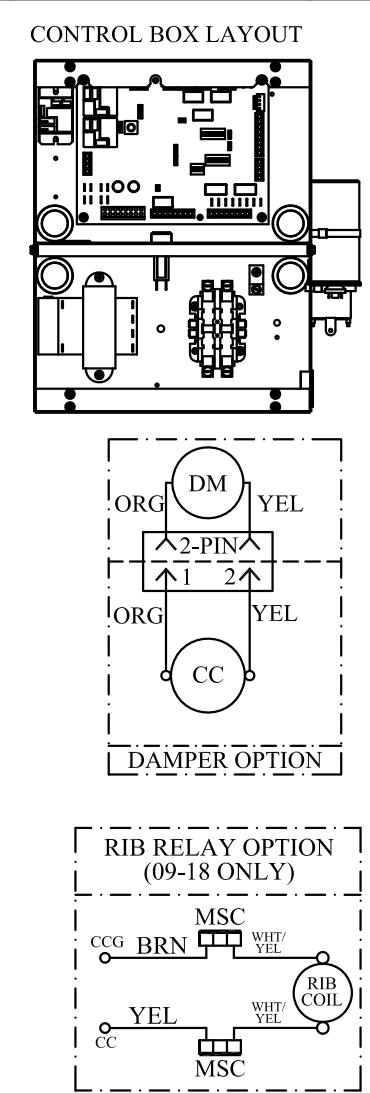 CONTROL BOX LAYOUT
DM
ORG YEL
2-PIN
1 2
ORG YEL
CC
DAMPER OPTION
RIB RELAY OPTION
(09-18 ONLY)
MSC
CCG BRN WHT/
YEL
RIB
COIL
YEL WHT/
YEL
CC
MSC